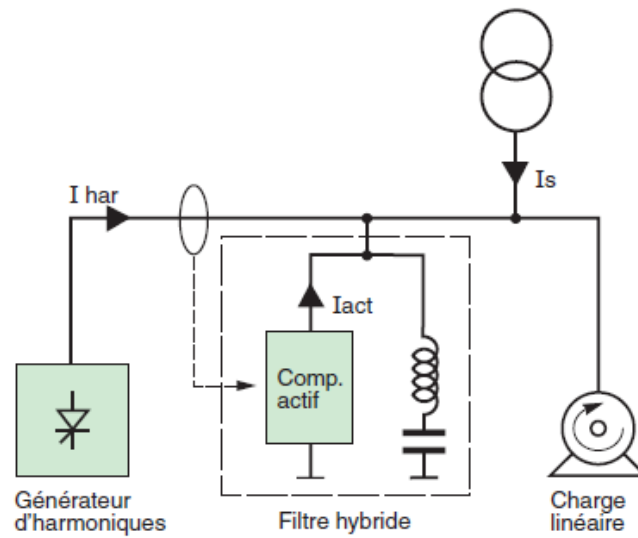 Is
I har
Iact
Comp.
actif
Générateur
d'harmoniques
Filtre hybride
Charge
linéaire